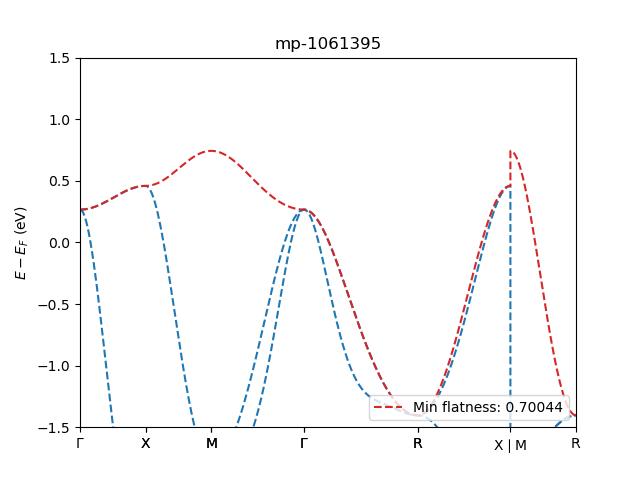 mp-1061395
E − E_F (eV)
1.5
1.0
0.5
0.0
−0.5
−1.0
−1.5
Min flatness: 0.70044
Γ X M Γ R X | M R